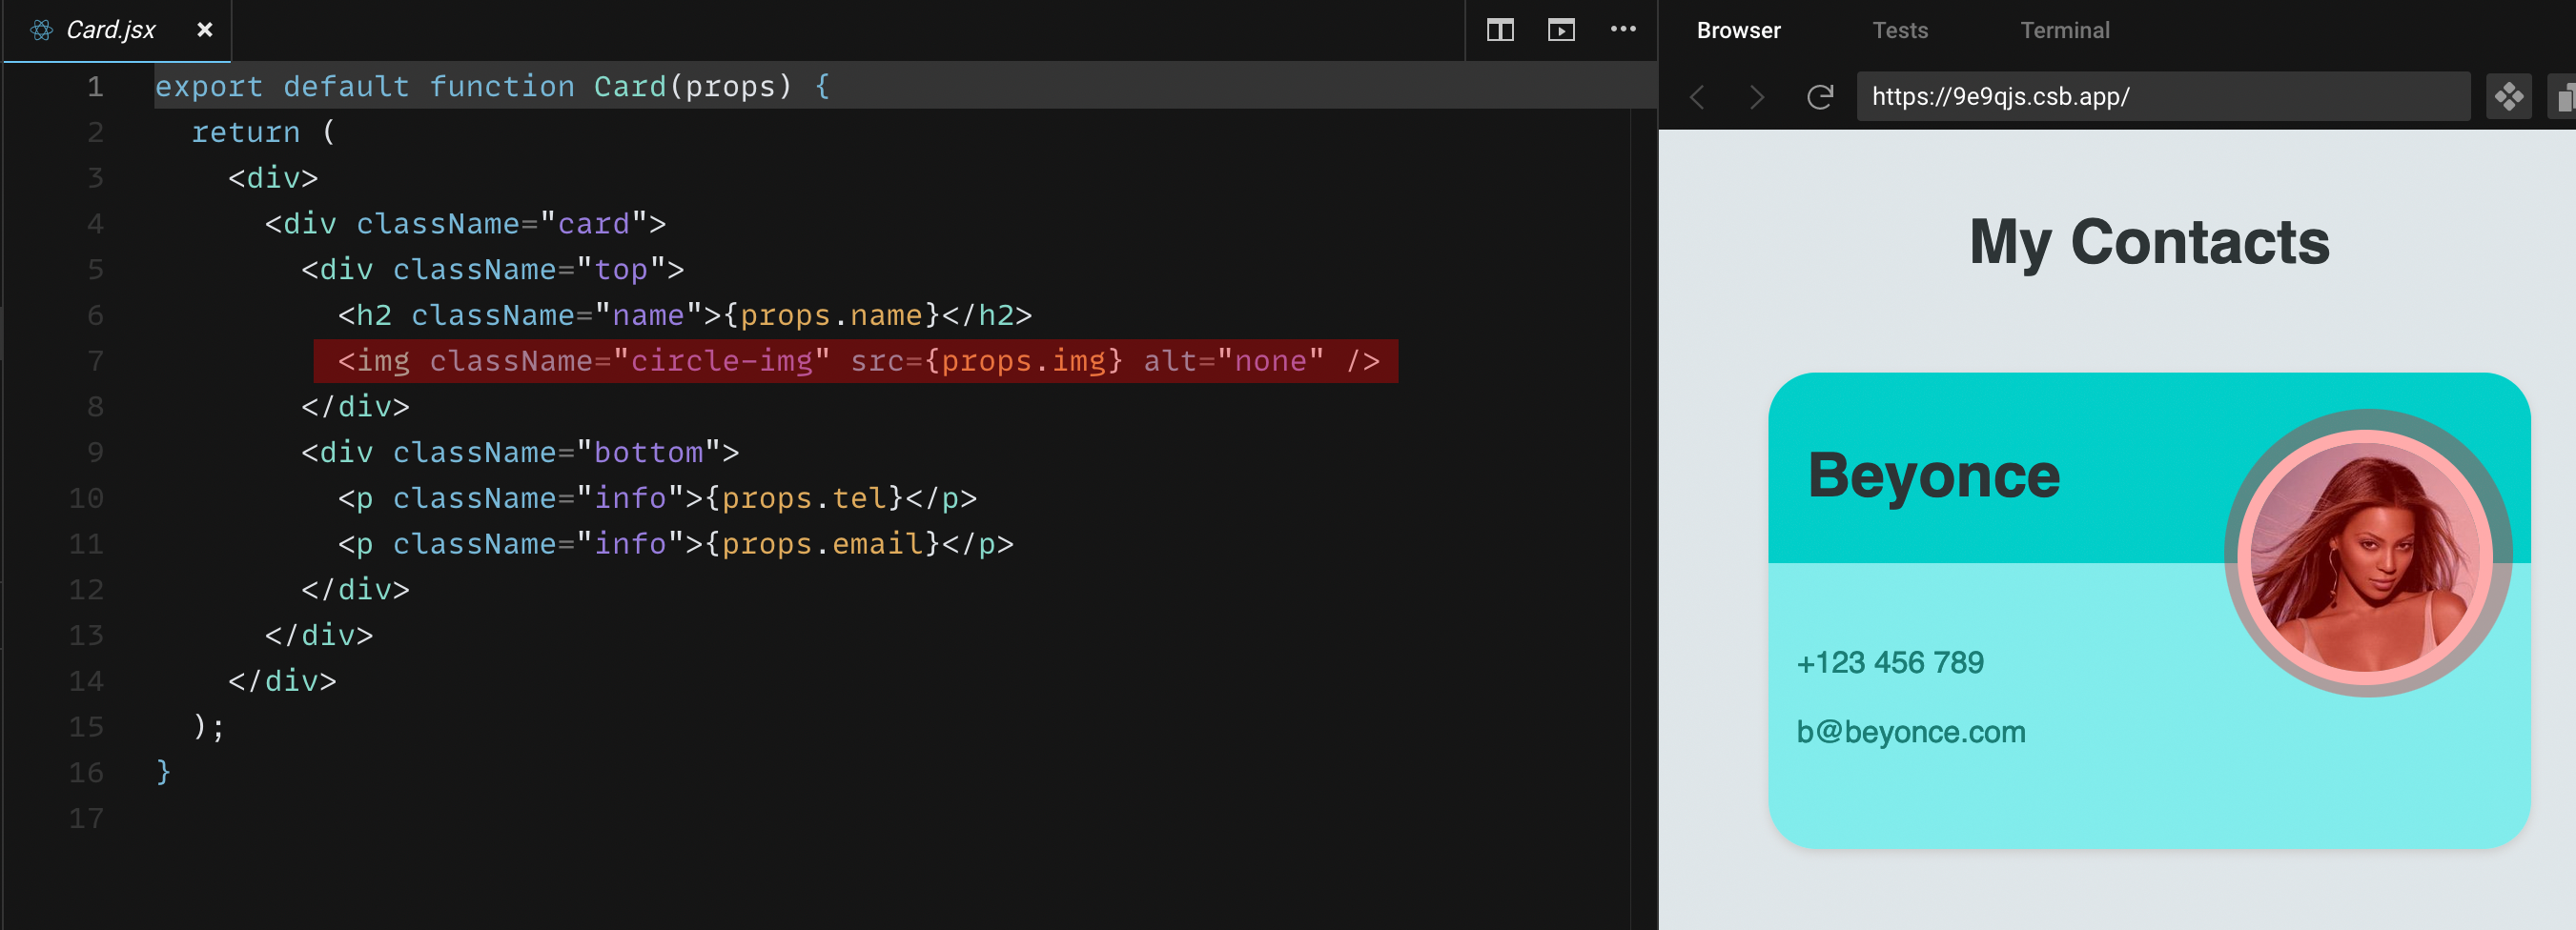 Card.jsx
1 export default function Card(props) {
2 return (
3 <div>
4 <div className="card">
5 <div className="top">
6 <h2 className="name">{props.name}</h2>
7 <img className="circle-img" src={props.img} alt="none" />
8 </div>
9 <div className="bottom">
10 <p className="info">{props.tel}</p>
11 <p className="info">{props.email}</p>
12 </div>
13 </div>
14 </div>
15 );
16 }
17
Browser Tests Terminal
https://9e9qjs.csb.app/
My Contacts
Beyonce
+123 456 789
b@beyonce.com